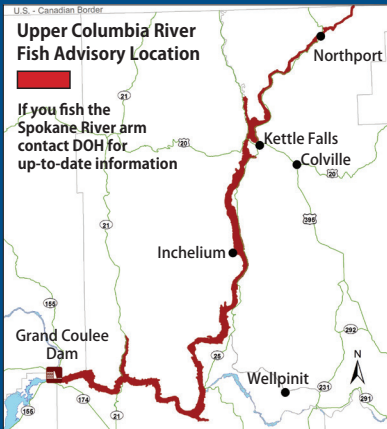 U.S. - Canadian Border
Upper Columbia River
Fish Advisory Location
If you fish the
Spokane River arm
contact DOH for
up-to-date information
Northport
21
20
Kettle Falls
Colville
20
21
395
Inchelium
155
292
Grand Coulee
Dam
25
N
Wellpinit
231
174
155
21